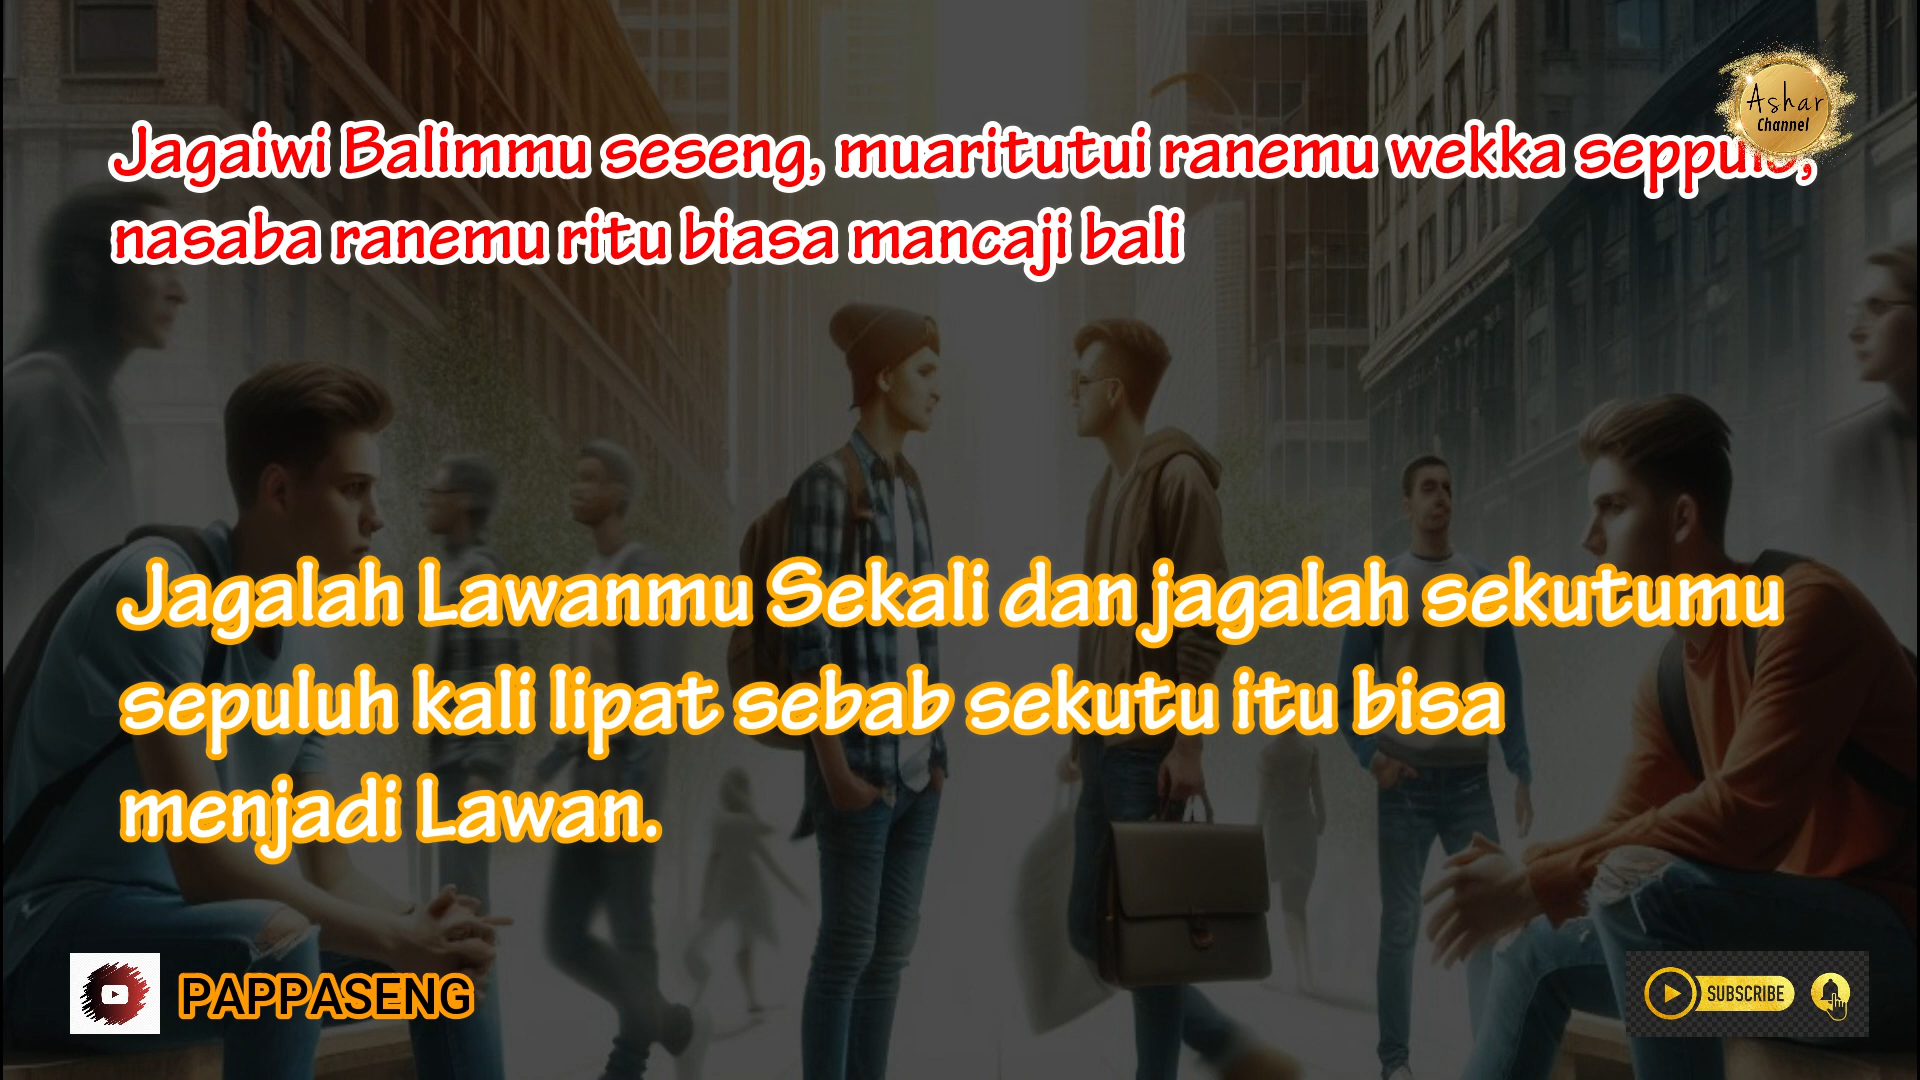 Ashar
Channel
Jagaiwi Balimmu seseng, muaritutui ranemu wekka
nasaba ranemu ritu biasa mancaji bali
Jagalah Lawanmu Sekali dan jagalah sekutumu
sepuluh kali lipat sebab sekutu itu bisa
menjadi Lawan.
PAPPASENG
SUBSCRIBE